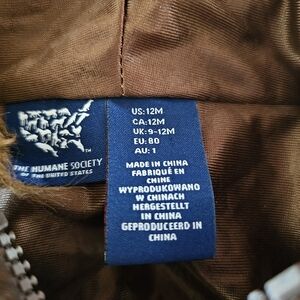 THE HUMANE SOCIETY
OF THE UNITED STATES
TM
US: 12M
CA: 12M
UK: 9-12M
EU: 80
AU: 1
MADE IN CHINA
FABRIQUÉ EN
CHINE
WYPRODUKOWANO
W CHINACH
HERGESTELLT
IN CHINA
GEPRODUCEERD IN
CHINA